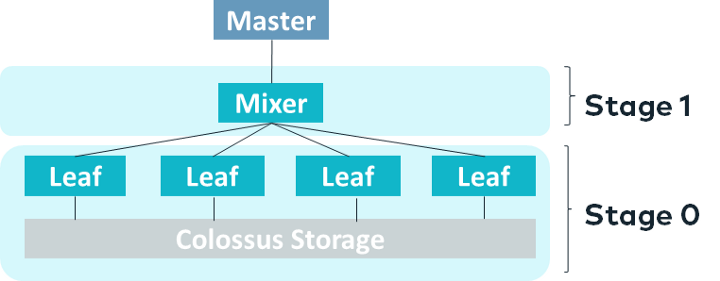 Master
Mixer
Stage 1
Leaf Leaf Leaf Leaf
Stage 0
Colossus Storage